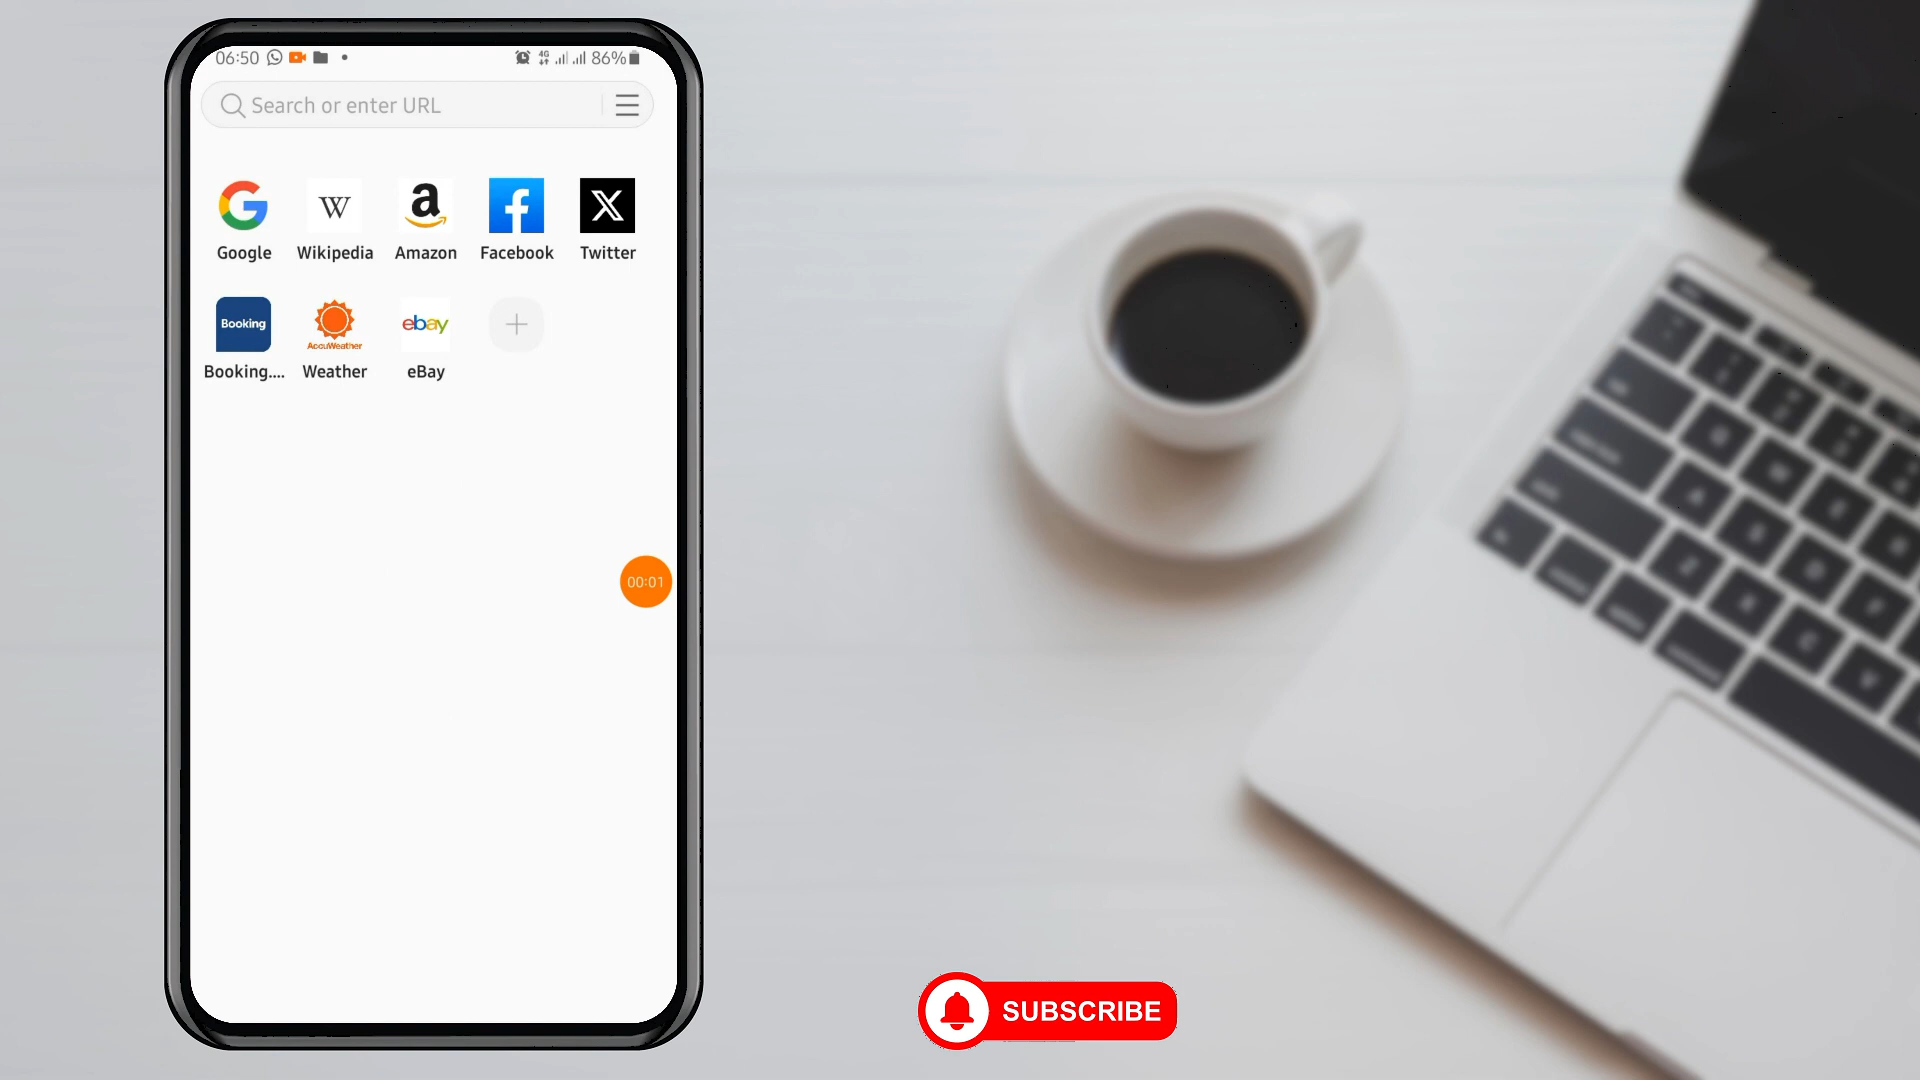 06:50 4G 86%
Search or enter URL
G W a f X
Google Wikipedia Amazon Facebook Twitter
Booking AccuWeather ebay
Booking.... Weather eBay
00:01
SUBSCRIBE